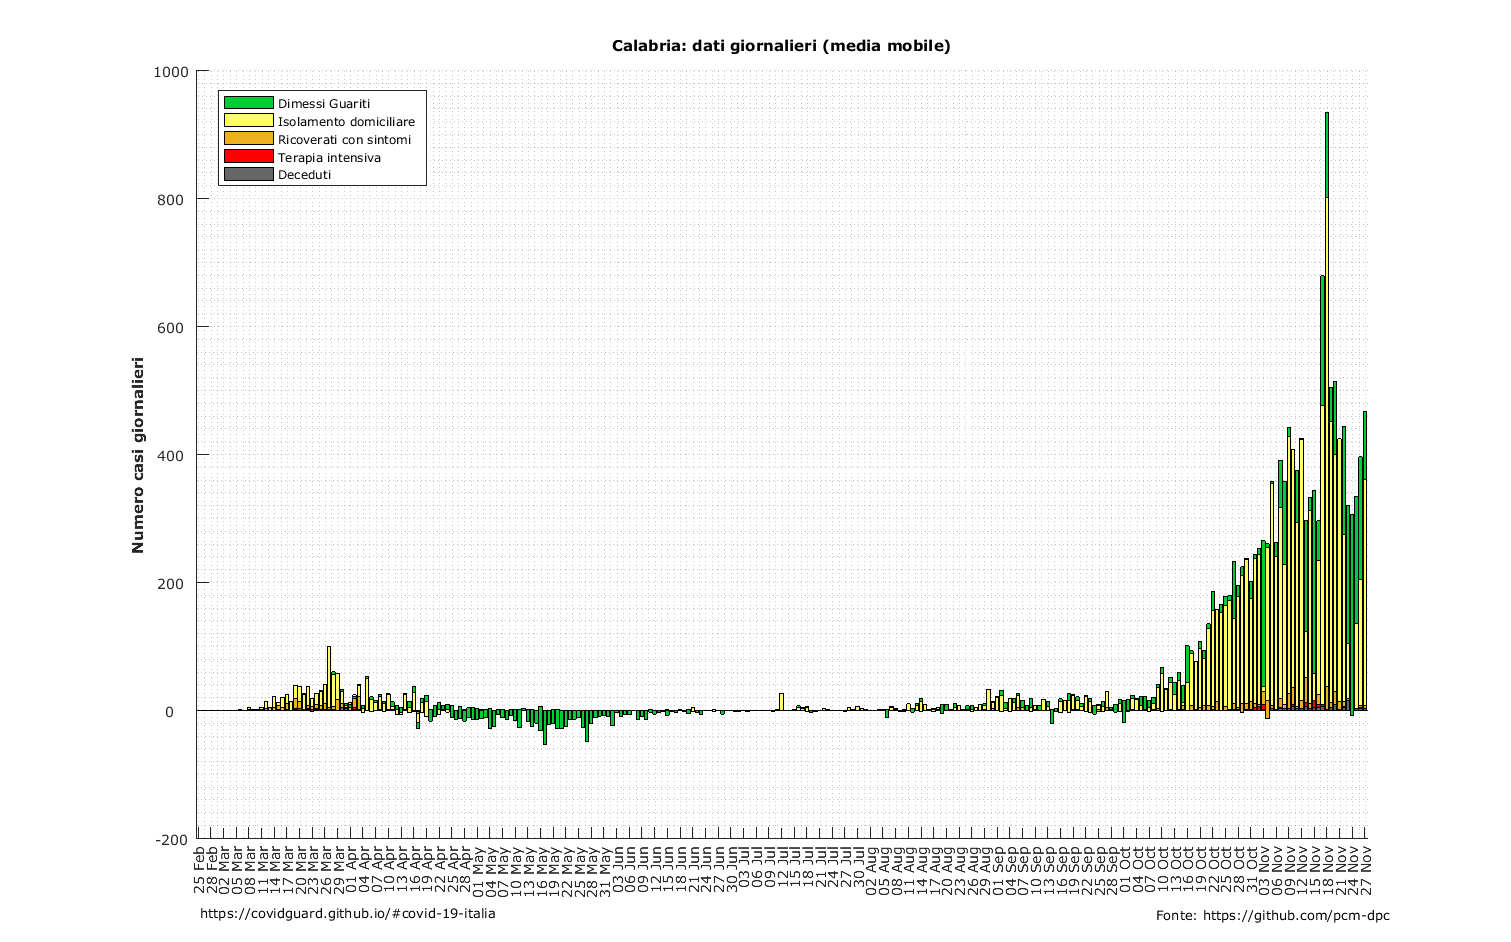 Calabria: dati giornalieri (media mobile)
1000
800
600
400
200
0
-200
Numero casi giornalieri
Dimessi Guariti
Isolamento domiciliare
Ricoverati con sintomi
Terapia intensiva
Deceduti
25 Feb
28 Feb
02 Mar
05 Mar
08 Mar
11 Mar
14 Mar
17 Mar
20 Mar
23 Mar
26 Mar
29 Mar
01 Apr
04 Apr
07 Apr
10 Apr
13 Apr
16 Apr
19 Apr
22 Apr
25 Apr
28 Apr
01 May
04 May
07 May
10 May
13 May
16 May
19 May
22 May
25 May
28 May
31 May
03 Jun
06 Jun
09 Jun
12 Jun
15 Jun
18 Jun
21 Jun
24 Jun
27 Jun
30 Jun
03 Jul
06 Jul
09 Jul
12 Jul
15 Jul
18 Jul
21 Jul
24 Jul
27 Jul
30 Jul
02 Aug
05 Aug
08 Aug
11 Aug
14 Aug
17 Aug
20 Aug
23 Aug
26 Aug
29 Aug
01 Sep
04 Sep
07 Sep
10 Sep
13 Sep
16 Sep
19 Sep
22 Sep
25 Sep
28 Sep
01 Oct
04 Oct
07 Oct
10 Oct
13 Oct
16 Oct
19 Oct
22 Oct
25 Oct
28 Oct
31 Oct
03 Nov
06 Nov
09 Nov
12 Nov
15 Nov
18 Nov
21 Nov
24 Nov
27 Nov
https://covidguard.github.io/#covid-19-italia
Fonte: https://github.com/pcm-dpc